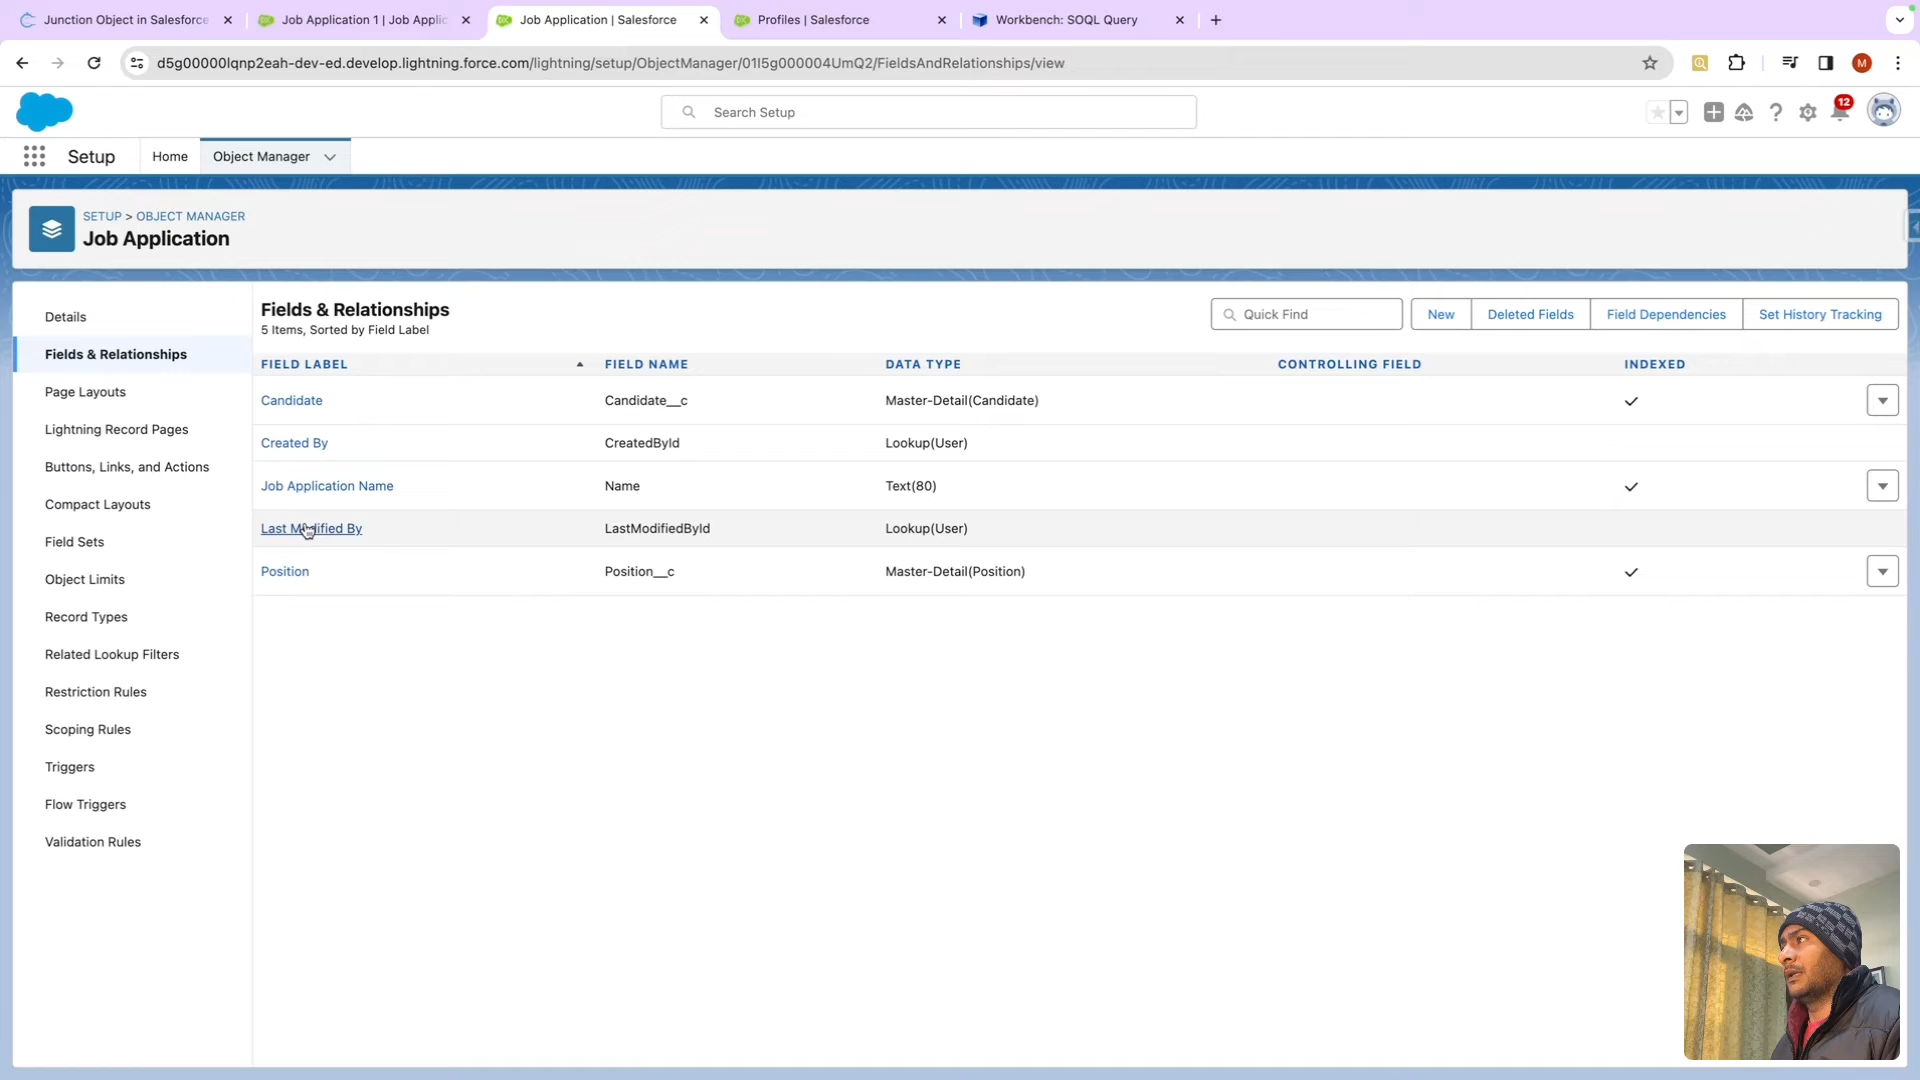 Junction Object in Salesforce
Job Application 1 | Job Applic
Job Application | Salesforce
Profiles | Salesforce
Workbench: SOQL Query
d5g00000lqnp2eah-dev-ed.develop.lightning.force.com/lightning/setup/ObjectManager/01I5g000004UmQ2/FieldsAndRelationships/view
M
Search Setup
12
Setup
Home
Object Manager
SETUP > OBJECT MANAGER
Job Application
Details
Fields & Relationships
Page Layouts
Lightning Record Pages
Buttons, Links, and Actions
Compact Layouts
Field Sets
Object Limits
Record Types
Related Lookup Filters
Restriction Rules
Scoping Rules
Triggers
Flow Triggers
Validation Rules
Fields & Relationships
5 Items, Sorted by Field Label
Quick Find
New
Deleted Fields
Field Dependencies
Set History Tracking
FIELD LABEL FIELD NAME DATA TYPE CONTROLLING FIELD INDEXED
Candidate Candidate__c Master-Detail(Candidate)
Created By CreatedById Lookup(User)
Job Application Name Name Text(80)
Last Modified By LastModifiedById Lookup(User)
Position Position__c Master-Detail(Position)